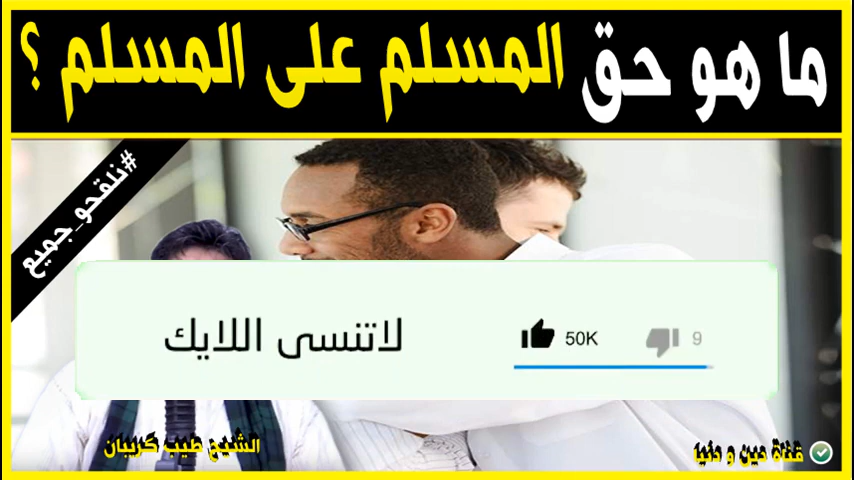 ما هو حق المسلم على المسلم ؟
#نلقحو_جميع
لاتنسى اللايك
50K
9
الشيخ طيب كريبان
قناة دين و دنيا